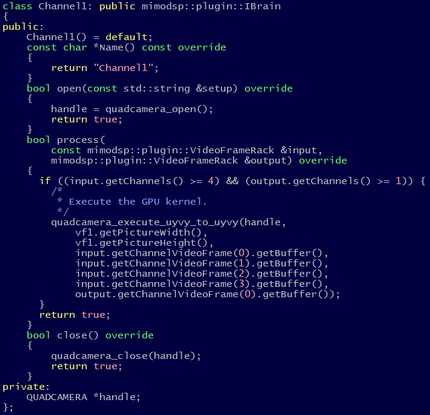 class Channel1: public mimodsp::plugin::IBrain
{
public:
    Channel1() = default;
    const char *Name() const override
    {
        return "Channel1";
    }
    bool open(const std::string &setup) override
    {
        handle = quadcamera_open();
        return true;
    }
    bool process(
        const mimodsp::plugin::VideoFrameRack &input,
        mimodsp::plugin::VideoFrameRack &output) override
    {
      if ((input.getChannels() >= 4) && (output.getChannels() >= 1)) {
        /*
         * Execute the GPU kernel.
         */
        quadcamera_execute_uyvy_to_uyvy(handle,
            vf1.getPictureWidth(),
            vf1.getPictureHeight(),
            input.getChannelVideoFrame(0).getBuffer(),
            input.getChannelVideoFrame(1).getBuffer(),
            input.getChannelVideoFrame(2).getBuffer(),
            input.getChannelVideoFrame(3).getBuffer(),
            output.getChannelVideoFrame(0).getBuffer());
      }
      return true;
    }
    bool close() override
    {
        quadcamera_close(handle);
        return true;
    }
private:
    QUADCAMERA *handle;
};